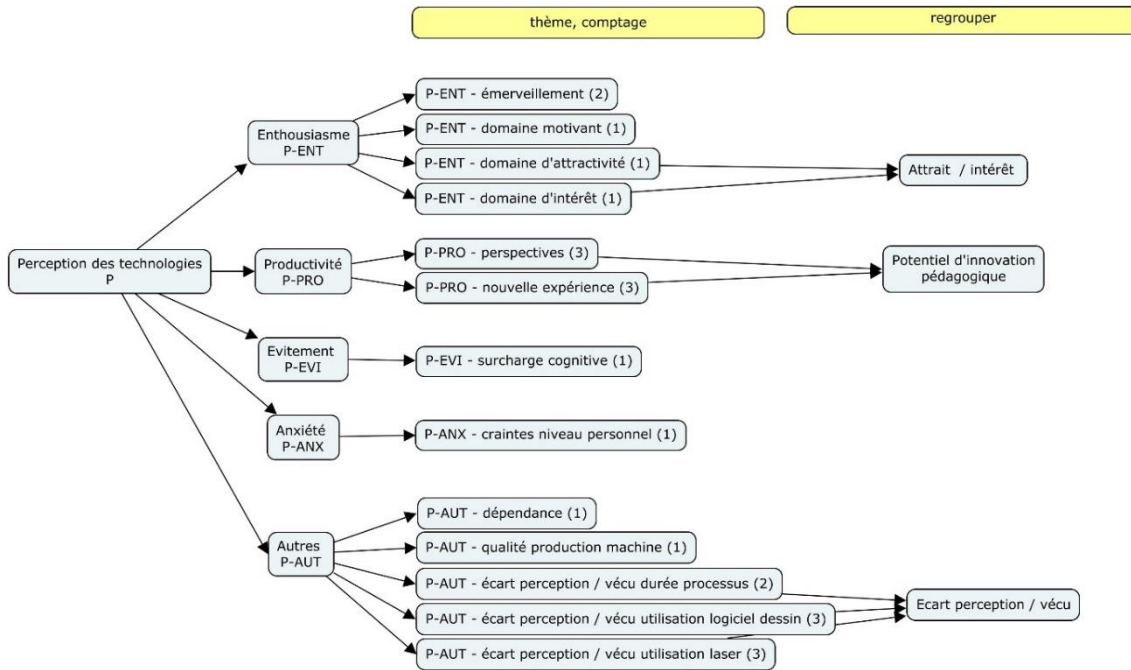 thème, comptage
regrouper
P-ENT - émerveillement (2)
Enthousiasme
P-ENT
P-ENT - domaine motivant (1)
P-ENT - domaine d'attractivité (1)
P-ENT - domaine d'intérêt (1)
Attrait / intérêt
Perception des technologies
P
Productivité
P-PRO
P-PRO - perspectives (3)
P-PRO - nouvelle expérience (3)
Potentiel d'innovation
pédagogique
Evitement
P-EVI
P-EVI - surcharge cognitive (1)
Anxiété
P-ANX
P-ANX - craintes niveau personnel (1)
Autres
P-AUT
P-AUT - dépendance (1)
P-AUT - qualité production machine (1)
P-AUT - écart perception / vécu durée processus (2)
P-AUT - écart perception / vécu utilisation logiciel dessin (3)
P-AUT - écart perception / vécu utilisation laser (3)
Ecart perception / vécu